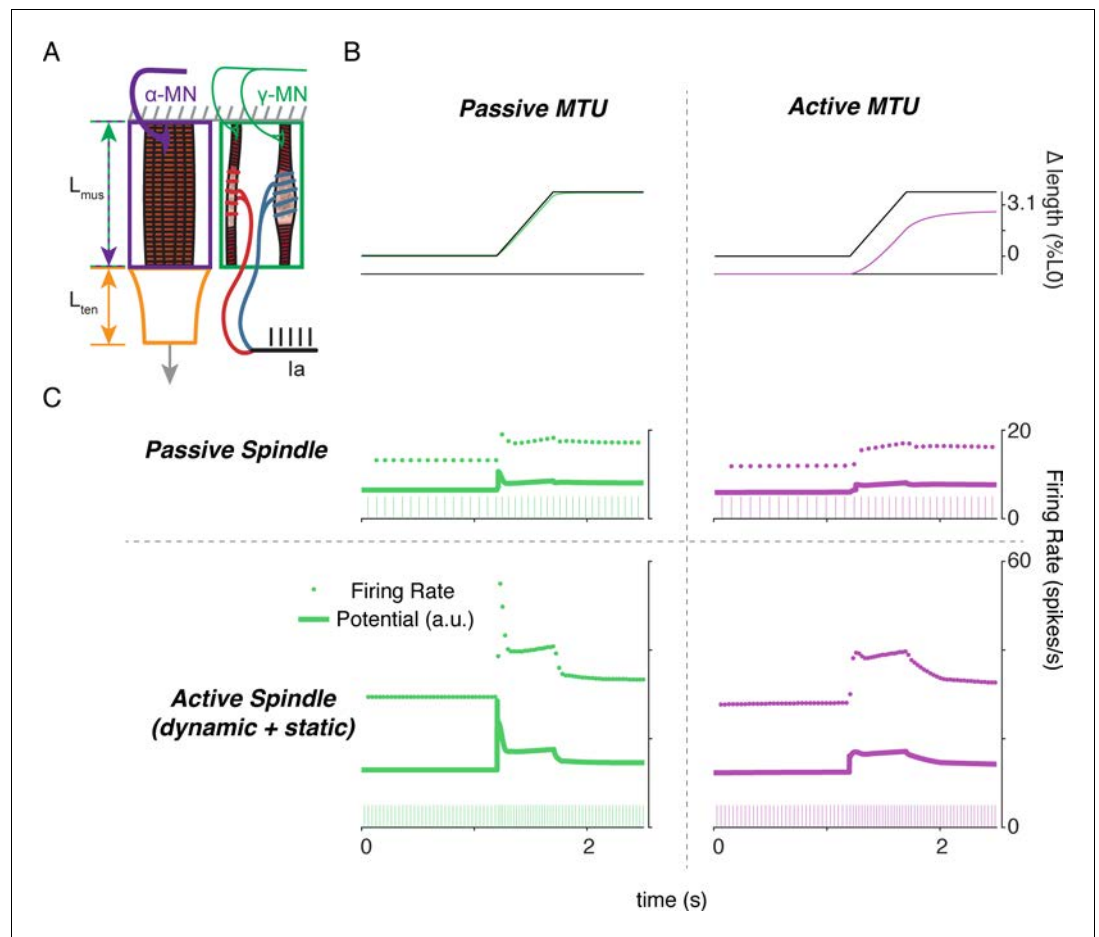 A
α-MN
γ-MN
Lmus
Lten
Ia
B
Passive MTU
Active MTU
Δ length (%L0)
3.1
0
C
Passive Spindle
20
0
Firing Rate (spikes/s)
60
Firing Rate
Potential (a.u.)
Active Spindle
(dynamic + static)
0
0
2
0
2
time (s)